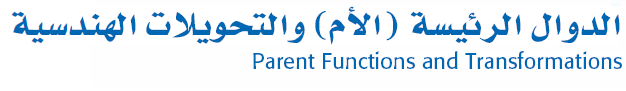 الدوال الرئيسة (الأم) والتحويلات الهندسية
Parent Functions and Transformations